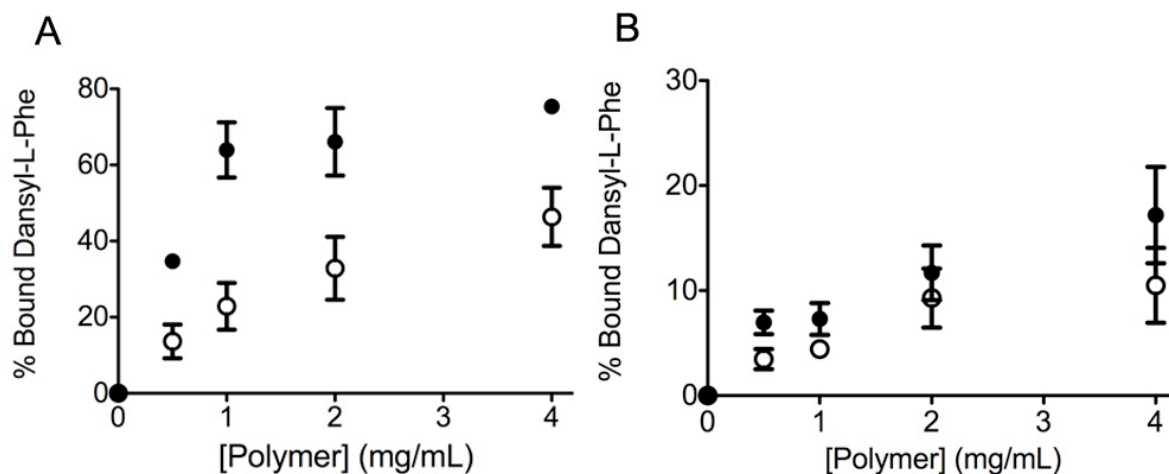 A
% Bound Dansyl-L-Phe
80
60
40
20
0
0 1 2 3 4
[Polymer] (mg/mL)
B
% Bound Dansyl-L-Phe
30
20
10
0
0 1 2 3 4
[Polymer] (mg/mL)